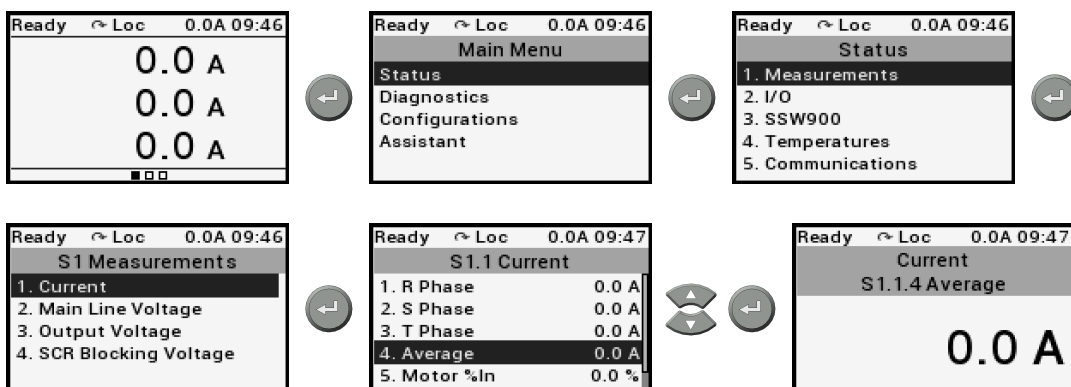 Ready Loc 0.0A 09:46
0.0 A
0.0 A
0.0 A
Ready Loc 0.0A 09:46
Main Menu
Status
Diagnostics
Configurations
Assistant
Ready Loc 0.0A 09:46
Status
1. Measurements
2. I/O
3. SSW900
4. Temperatures
5. Communications
Ready Loc 0.0A 09:46
S1 Measurements
1. Current
2. Main Line Voltage
3. Output Voltage
4. SCR Blocking Voltage
Ready Loc 0.0A 09:47
S1.1 Current
1. R Phase 0.0 A
2. S Phase 0.0 A
3. T Phase 0.0 A
4. Average 0.0 A
5. Motor %In 0.0 %
Ready Loc 0.0A 09:47
Current
S1.1.4 Average
0.0 A